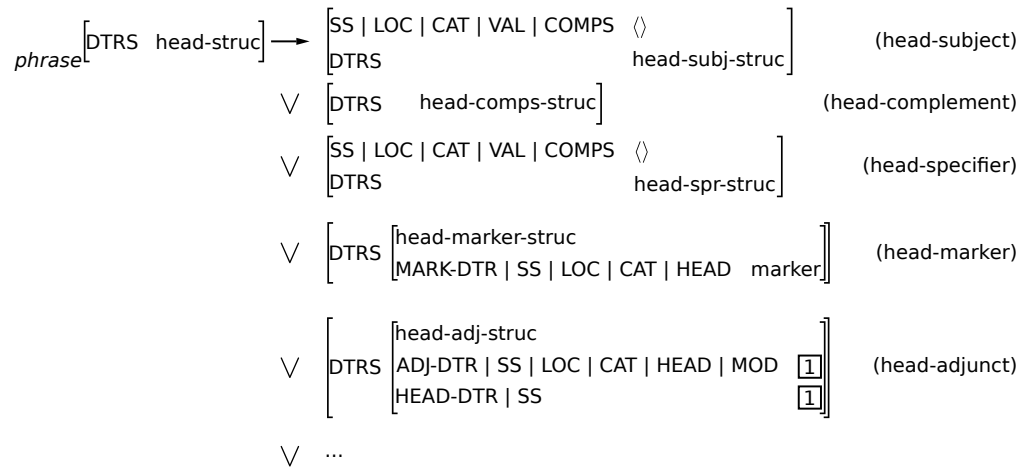 phrase[DTRS head-struc] → [SS | LOC | CAT | VAL | COMPS ⟨⟩
DTRS head-subj-struc] (head-subject)
∨ [DTRS head-comps-struc] (head-complement)
∨ [SS | LOC | CAT | VAL | COMPS ⟨⟩
DTRS head-spr-struc] (head-specifier)
∨ [DTRS [head-marker-struc
MARK-DTR | SS | LOC | CAT | HEAD marker]] (head-marker)
∨ [DTRS [head-adj-struc
ADJ-DTR | SS | LOC | CAT | HEAD | MOD 1
HEAD-DTR | SS 1]] (head-adjunct)
∨ ...